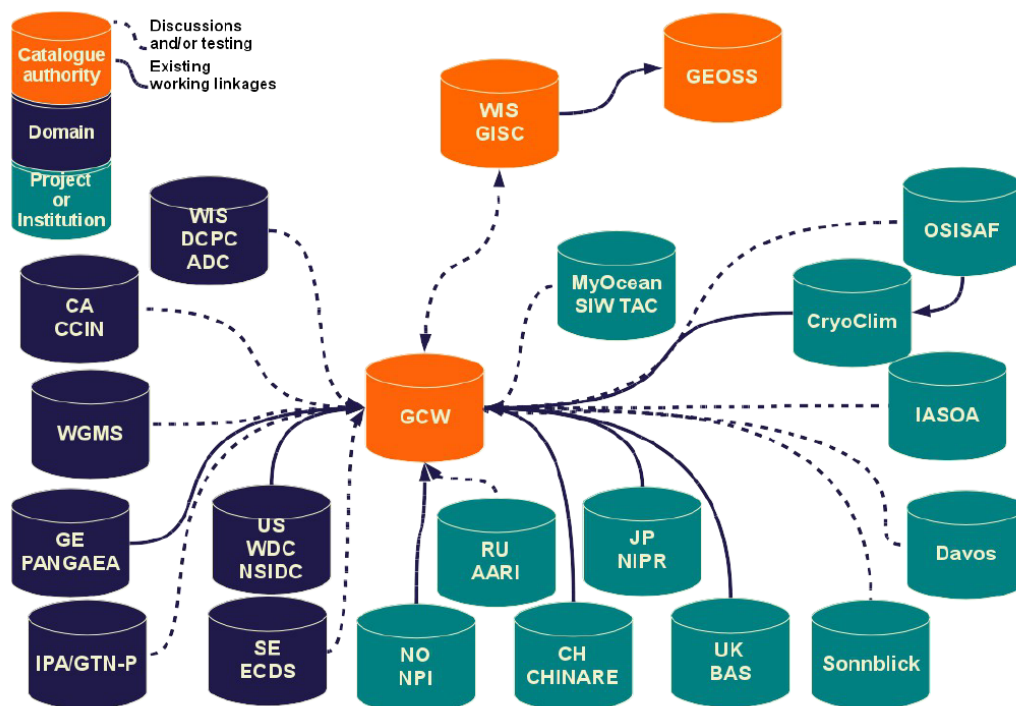 Discussions
and/or testing
Catalogue
authority
Existing
working linkages
Domain
Project
or
Institution
GEOSS
WIS
GISC
WIS
DCPC
ADC
OSISAF
MyOcean
SIW TAC
CA
CCIN
CryoClim
GCW
WGMS
IASOA
GE
PANGAEA
US
WDC
NSIDC
RU
AARI
JP
NIPR
Davos
IPA/GTN-P
SE
ECDS
NO
NPI
CH
CHINARE
UK
BAS
Sonnblick